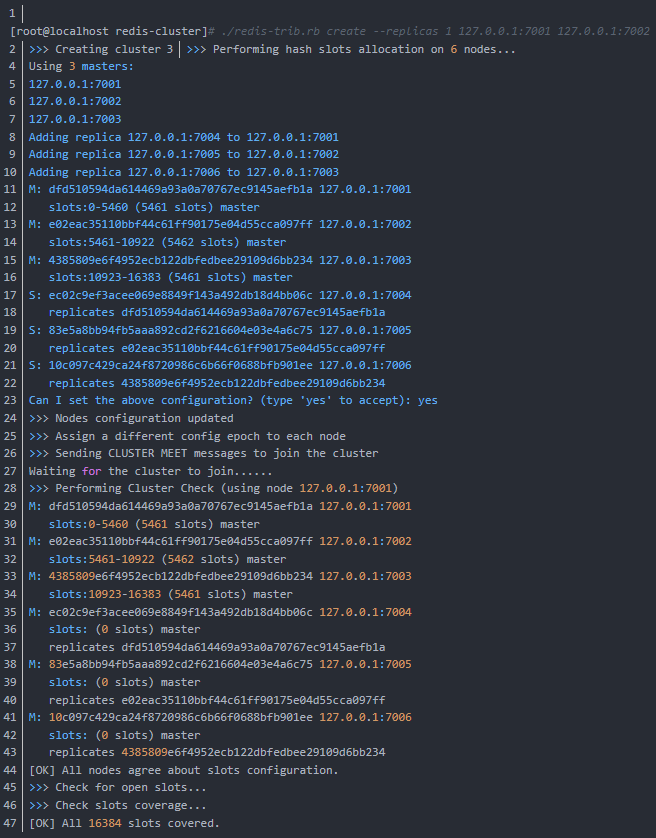 1
[root@localhost redis-cluster]# ./redis-trib.rb create --replicas 1 127.0.0.1:7001 127.0.0.1:7002
2 >>> Creating cluster 3 >>> Performing hash slots allocation on 6 nodes...
4 Using 3 masters:
5 127.0.0.1:7001
6 127.0.0.1:7002
7 127.0.0.1:7003
8 Adding replica 127.0.0.1:7004 to 127.0.0.1:7001
9 Adding replica 127.0.0.1:7005 to 127.0.0.1:7002
10 Adding replica 127.0.0.1:7006 to 127.0.0.1:7003
11 M: dfd510594da614469a93a0a70767ec9145aefb1a 127.0.0.1:7001
12 slots:0-5460 (5461 slots) master
13 M: e02eac35110bbf44c61ff90175e04d55cca097ff 127.0.0.1:7002
14 slots:5461-10922 (5462 slots) master
15 M: 4385809e6f4952ecb122dbfedbee29109d6bb234 127.0.0.1:7003
16 slots:10923-16383 (5461 slots) master
17 S: ec02c9ef3acee069e8849f143a492db18d4bb06c 127.0.0.1:7004
18 replicates dfd510594da614469a93a0a70767ec9145aefb1a
19 S: 83e5a8bb94fb5aaa892cd2f6216604e03e4a6c75 127.0.0.1:7005
20 replicates e02eac35110bbf44c61ff90175e04d55cca097ff
21 S: 10c097c429ca24f8720986c6b66f0688bfb901ee 127.0.0.1:7006
22 replicates 4385809e6f4952ecb122dbfedbee29109d6bb234
23 Can I set the above configuration? (type 'yes' to accept): yes
24 >>> Nodes configuration updated
25 >>> Assign a different config epoch to each node
26 >>> Sending CLUSTER MEET messages to join the cluster
27 Waiting for the cluster to join......
28 >>> Performing Cluster Check (using node 127.0.0.1:7001)
29 M: dfd510594da614469a93a0a70767ec9145aefb1a 127.0.0.1:7001
30 slots:0-5460 (5461 slots) master
31 M: e02eac35110bbf44c61ff90175e04d55cca097ff 127.0.0.1:7002
32 slots:5461-10922 (5462 slots) master
33 M: 4385809e6f4952ecb122dbfedbee29109d6bb234 127.0.0.1:7003
34 slots:10923-16383 (5461 slots) master
35 M: ec02c9ef3acee069e8849f143a492db18d4bb06c 127.0.0.1:7004
36 slots: (0 slots) master
37 replicates dfd510594da614469a93a0a70767ec9145aefb1a
38 M: 83e5a8bb94fb5aaa892cd2f6216604e03e4a6c75 127.0.0.1:7005
39 slots: (0 slots) master
40 replicates e02eac35110bbf44c61ff90175e04d55cca097ff
41 M: 10c097c429ca24f8720986c6b66f0688bfb901ee 127.0.0.1:7006
42 slots: (0 slots) master
43 replicates 4385809e6f4952ecb122dbfedbee29109d6bb234
44 [OK] All nodes agree about slots configuration.
45 >>> Check for open slots...
46 >>> Check slots coverage...
47 [OK] All 16384 slots covered.